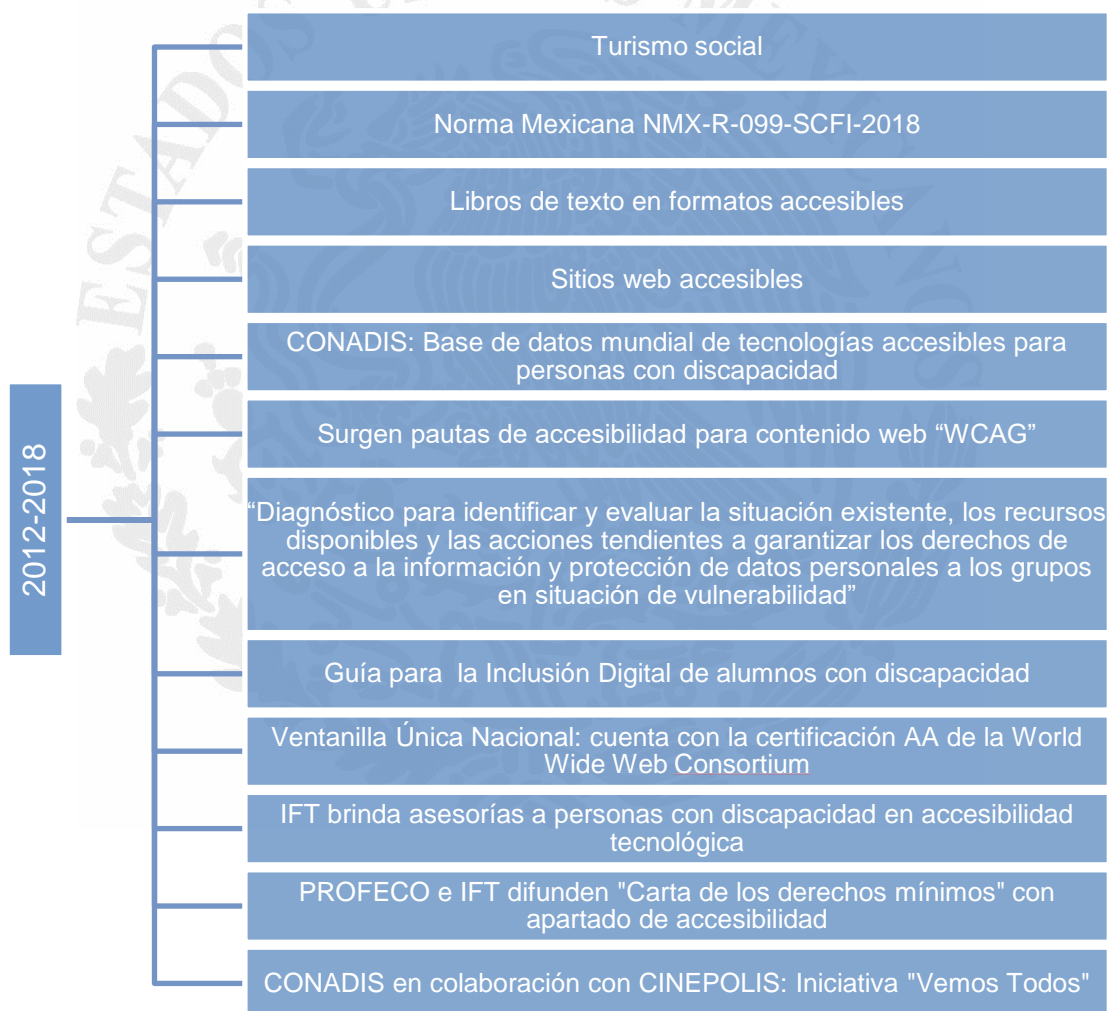 ESTADOS UNIDOS MEXICANOS
2012-2018
Turismo social
Norma Mexicana NMX-R-099-SCFI-2018
Libros de texto en formatos accesibles
Sitios web accesibles
CONADIS: Base de datos mundial de tecnologías accesibles para
personas con discapacidad
Surgen pautas de accesibilidad para contenido web “WCAG”
“Diagnóstico para identificar y evaluar la situación existente, los recursos
disponibles y las acciones tendientes a garantizar los derechos de
acceso a la información y protección de datos personales a los grupos
en situación de vulnerabilidad”
Guía para  la Inclusión Digital de alumnos con discapacidad
Ventanilla Única Nacional: cuenta con la certificación AA de la World
Wide Web Consortium
IFT brinda asesorías a personas con discapacidad en accesibilidad
tecnológica
PROFECO e IFT difunden "Carta de los derechos mínimos" con
apartado de accesibilidad
CONADIS en colaboración con CINEPOLIS: Iniciativa "Vemos Todos"